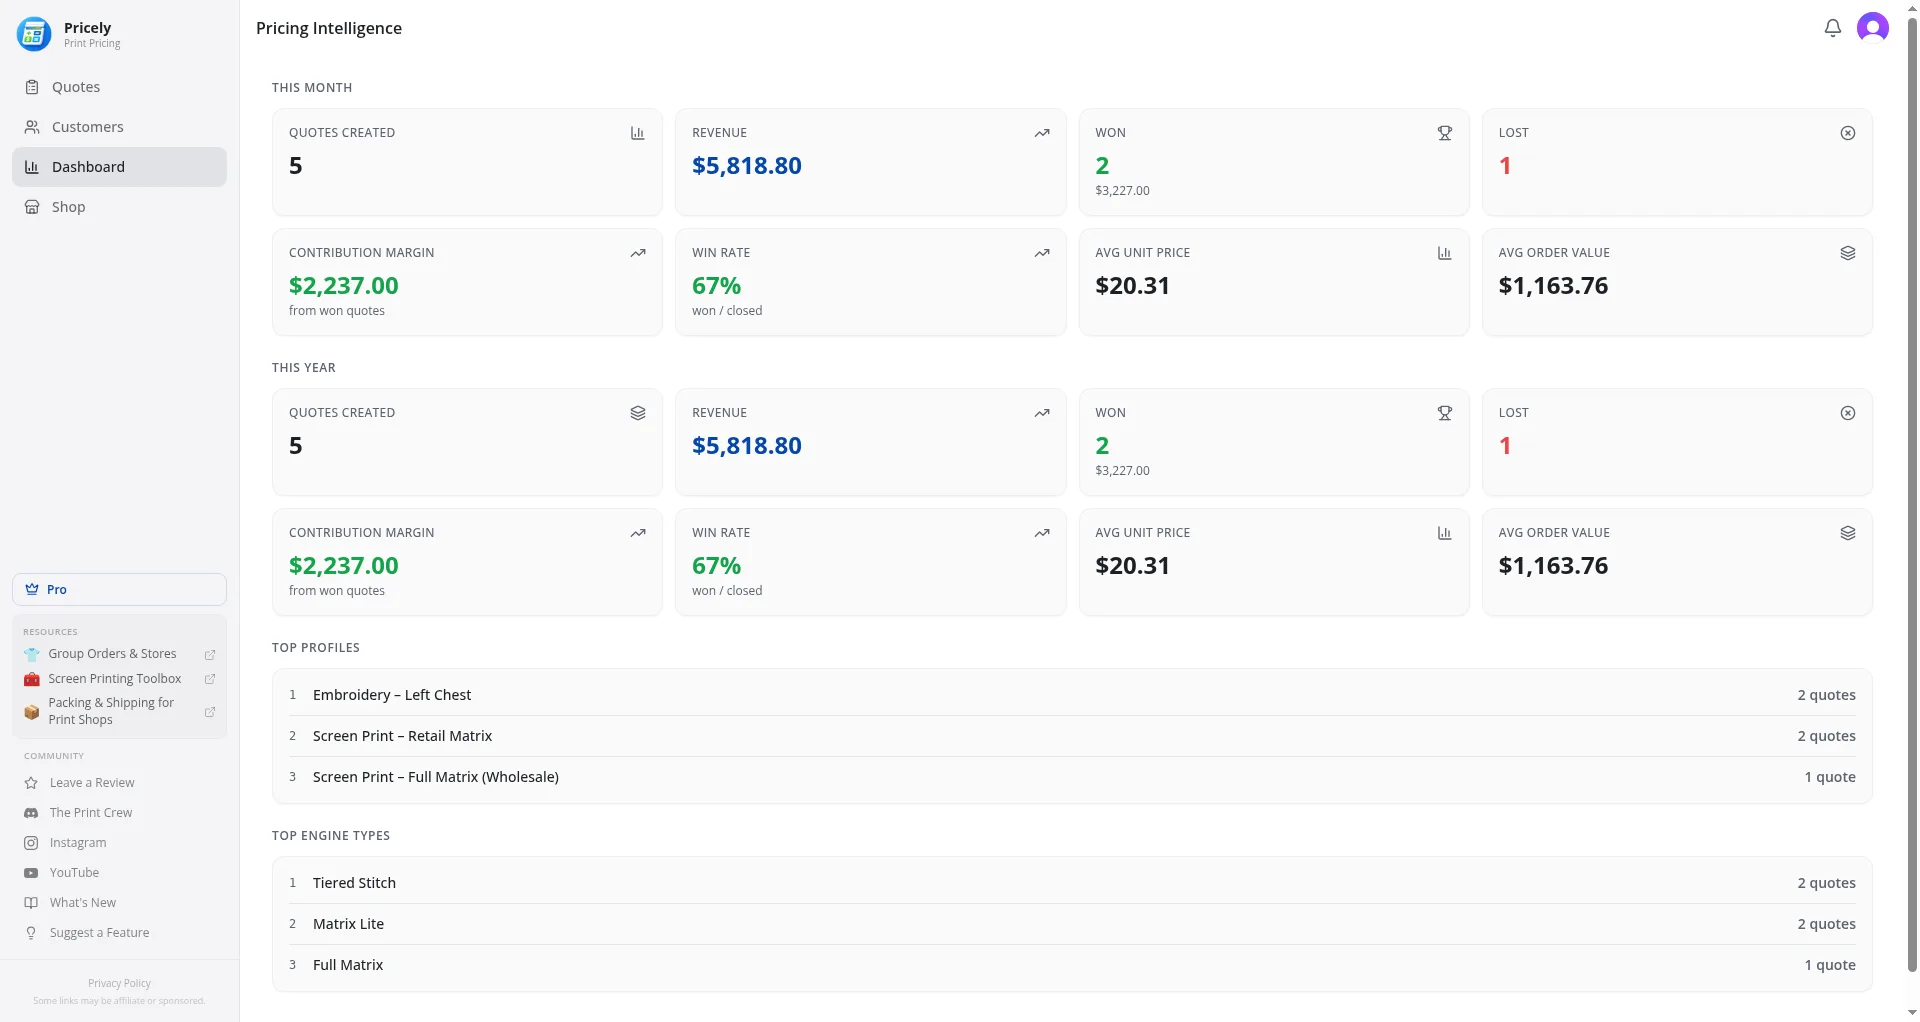 Pricely
Print Pricing
Quotes
Customers
Dashboard
Shop
Pro
RESOURCES
Group Orders & Stores
Screen Printing Toolbox
Packing & Shipping for
Print Shops
COMMUNITY
Leave a Review
The Print Crew
Instagram
YouTube
What's New
Suggest a Feature
Privacy Policy
Some links may be affiliate or sponsored.
Pricing Intelligence
THIS MONTH
QUOTES CREATED
5
REVENUE
$5,818.80
WON
2
$3,227.00
LOST
1
CONTRIBUTION MARGIN
$2,237.00
from won quotes
WIN RATE
67%
won / closed
AVG UNIT PRICE
$20.31
AVG ORDER VALUE
$1,163.76
THIS YEAR
QUOTES CREATED
5
REVENUE
$5,818.80
WON
2
$3,227.00
LOST
1
CONTRIBUTION MARGIN
$2,237.00
from won quotes
WIN RATE
67%
won / closed
AVG UNIT PRICE
$20.31
AVG ORDER VALUE
$1,163.76
TOP PROFILES
1 Embroidery – Left Chest 2 quotes
2 Screen Print – Retail Matrix 2 quotes
3 Screen Print – Full Matrix (Wholesale) 1 quote
TOP ENGINE TYPES
1 Tiered Stitch 2 quotes
2 Matrix Lite 2 quotes
3 Full Matrix 1 quote